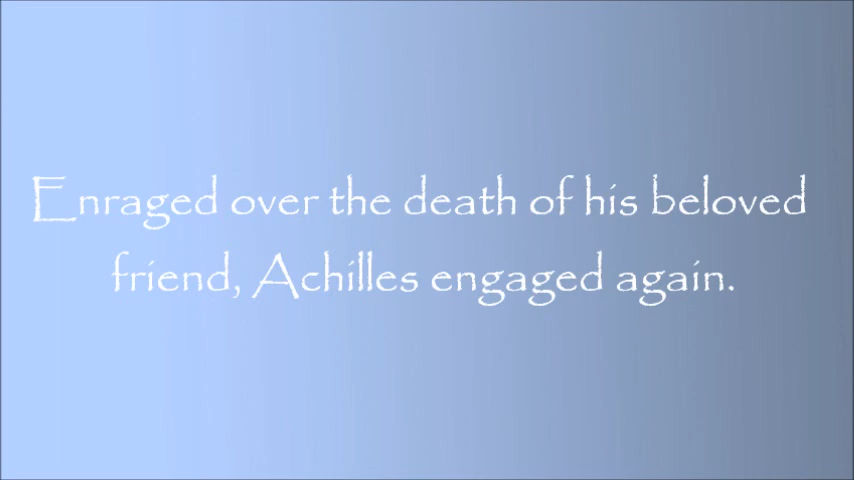 Enraged over the death of his beloved
friend, Achilles engaged again.